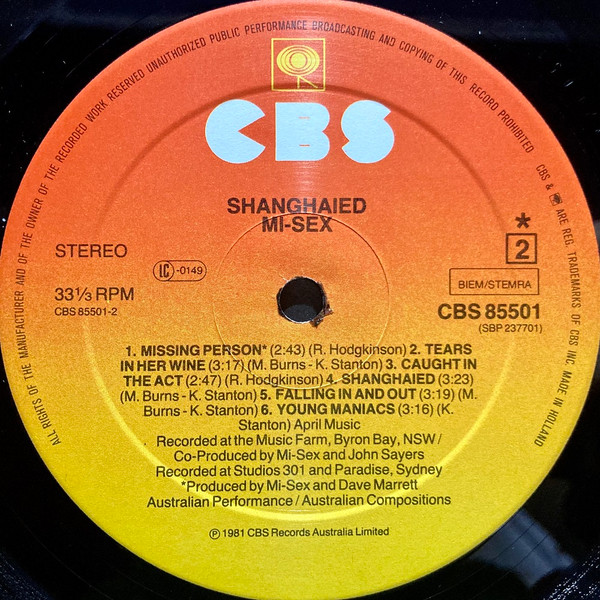 ALL RIGHTS OF THE MANUFACTURER AND OF THE OWNER OF THE RECORDED WORK RESERVED UNAUTHORIZED PUBLIC PERFORMANCE BROADCASTING AND COPYING OF THIS RECORD PROHIBITED
CBS & ARE REG. TRADEMARKS OF CBS INC. MADE IN HOLLAND
CBS
SHANGHAIED
MI-SEX
STEREO
LC -0149
33⅓ RPM
CBS 85501-2
*
2
BIEM/STEMRA
CBS 85501
(SBP 237701)
1. MISSING PERSON* (2:43) (R. Hodgkinson) 2. TEARS
IN HER WINE (3:17) (M. Burns - K. Stanton) 3. CAUGHT IN
THE ACT (2:47) (R. Hodgkinson) 4. SHANGHAIED (3:23)
(M. Burns - K. Stanton) 5. FALLING IN AND OUT (3:19) (M.
Burns - K. Stanton) 6. YOUNG MANIACS (3:16) (K.
Stanton) April Music
Recorded at the Music Farm, Byron Bay, NSW/
Co-Produced by Mi-Sex and John Sayers
Recorded at Studios 301 and Paradise, Sydney
*Produced by Mi-Sex and Dave Marrett
Australian Performance/Australian Compositions
℗ 1981 CBS Records Australia Limited